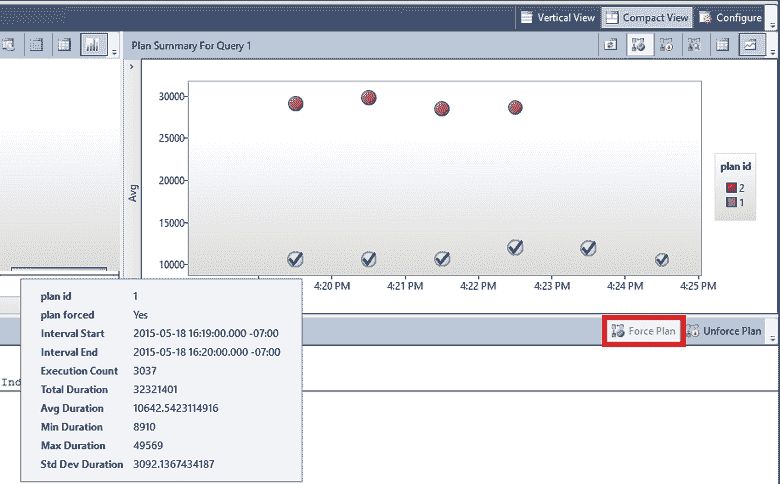 Vertical View Compact View Configure
Plan Summary For Query 1
Avg
30000
25000
20000
15000
10000
4:20 PM 4:21 PM 4:22 PM 4:23 PM 4:24 PM 4:25 PM
plan id
2
1
Force Plan Unforce Plan
Ind
plan id 1
plan forced Yes
Interval Start 2015-05-18 16:19:00.000 -07:00
Interval End 2015-05-18 16:20:00.000 -07:00
Execution Count 3037
Total Duration 32321401
Avg Duration 10642.5423114916
Min Duration 8910
Max Duration 49569
Std Dev Duration 3092.1367434187